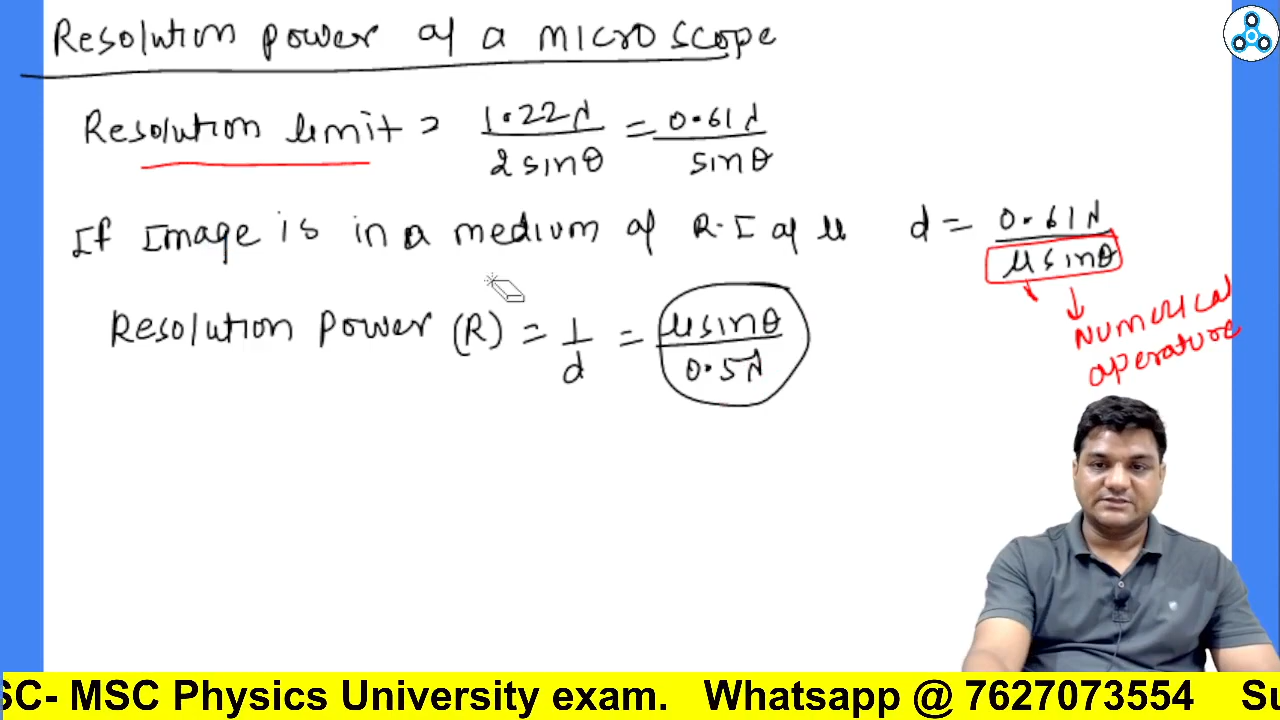 Resolution power of a microscope
Resolution limit = 1.22λ / 2 sinθ = 0.61λ / sinθ
If Image is in a medium of R.I of μ d = 0.61λ / μ sinθ
Numerical aperature
Resolution Power (R) = 1/d = μsinθ / 0.5λ
SC- MSC Physics University exam. Whatsapp @ 7627073554 Su